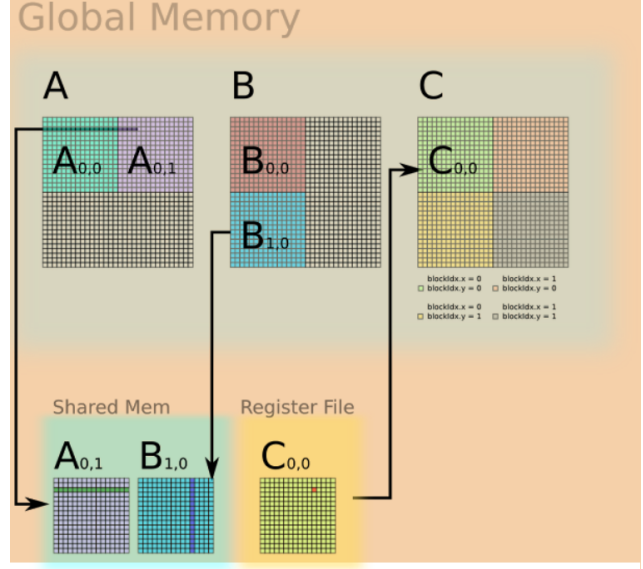 Global Memory
A B C
A0,0 A0,1 B0,0 C0,0
B1,0
blockIdx.x = 0 blockIdx.x = 1
blockIdx.y = 0 blockIdx.y = 0
blockIdx.x = 0 blockIdx.x = 1
blockIdx.y = 1 blockIdx.y = 1
Shared Mem Register File
A0,1 B1,0 C0,0